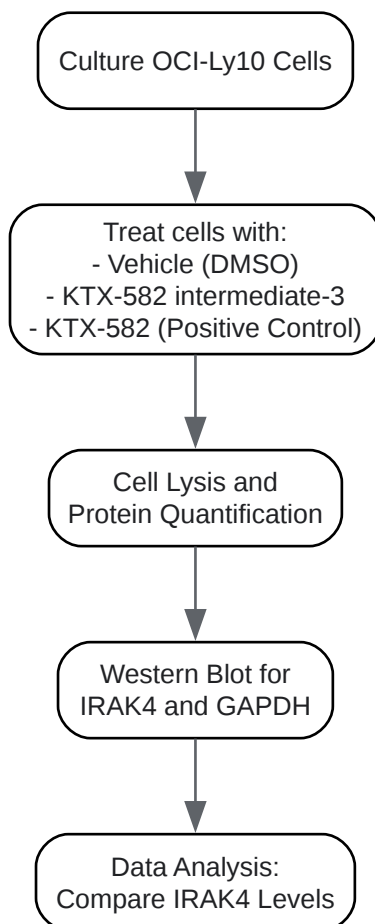 Culture OCI-Ly10 Cells
Treat cells with:
- Vehicle (DMSO)
- KTX-582 intermediate-3
- KTX-582 (Positive Control)
Cell Lysis and
Protein Quantification
Western Blot for
IRAK4 and GAPDH
Data Analysis:
Compare IRAK4 Levels